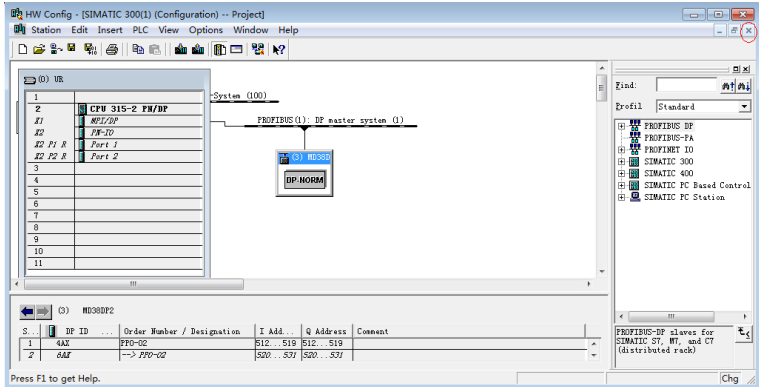 HW Config - [SIMATIC 300(1) (Configuration) -- Project]
Station Edit Insert PLC View Options Window Help
(0) UR
1
2 CPU 315-2 PN/DP
X1 MPI/DP
X2 PN-IO
X2 P1 R Port 1
X2 P2 R Port 2
3
4
5
6
7
8
9
10
11
-System (100)
PROFIBUS(1): DP master system (1)
(3) MD38D
DP-NORM
Find:
Profil Standard
PROFIBUS DP
PROFIBUS-PA
PROFINET IO
SIMATIC 300
SIMATIC 400
SIMATIC PC Based Control
SIMATIC PC Station
PROFIBUS-DP slaves for
SIMATIC S7, M7, and C7
(distributed rack)
(3) MD38DP2
S... DP ID ... Order Number / Designation I Add... Q Address Comment
1 4AX PPO-02 512...519 512...519
2 6AX --> PPO-02 520...531 520...531
Press F1 to get Help.
Chg